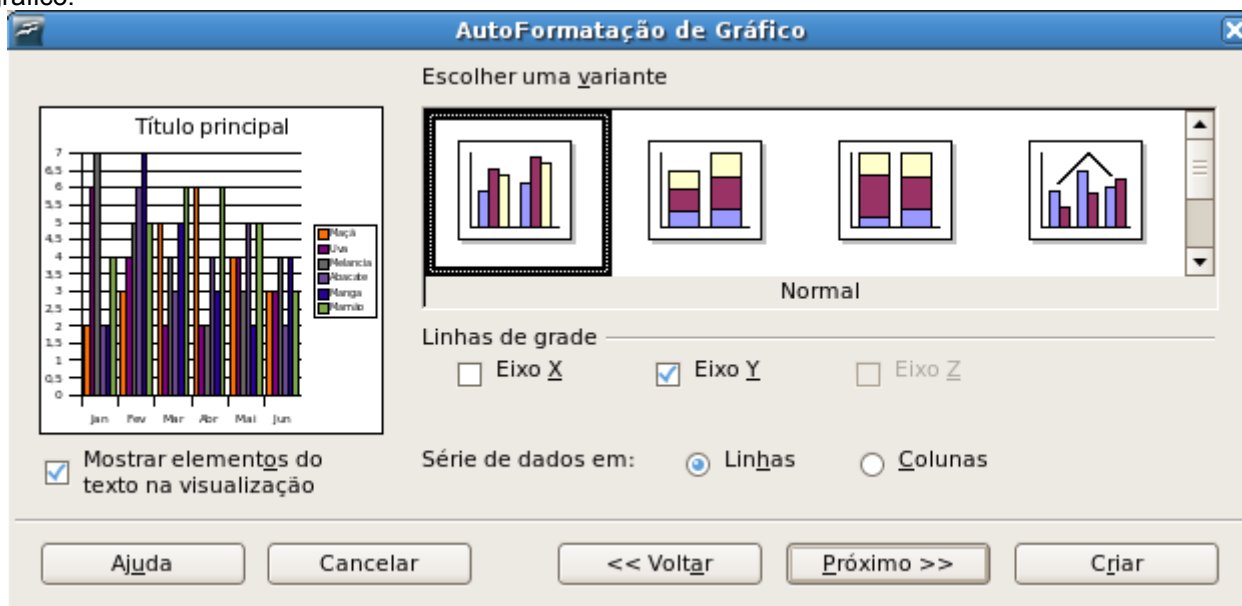 gráfico.
AutoFormatação de Gráfico
Escolher uma variante
Título principal
7
6.5
6
5.5
5
4.5
4
3.5
3
2.5
2
1.5
1
0.5
0
Jan Fev Mar Abr Mai Jun
Maçã
Uva
Melancia
Abacate
Manga
Mamão
Normal
Linhas de grade
Eixo X Eixo Y Eixo Z
Mostrar elementos do
texto na visualização
Série de dados em: Linhas Colunas
Ajuda Cancelar << Voltar Próximo >> Criar